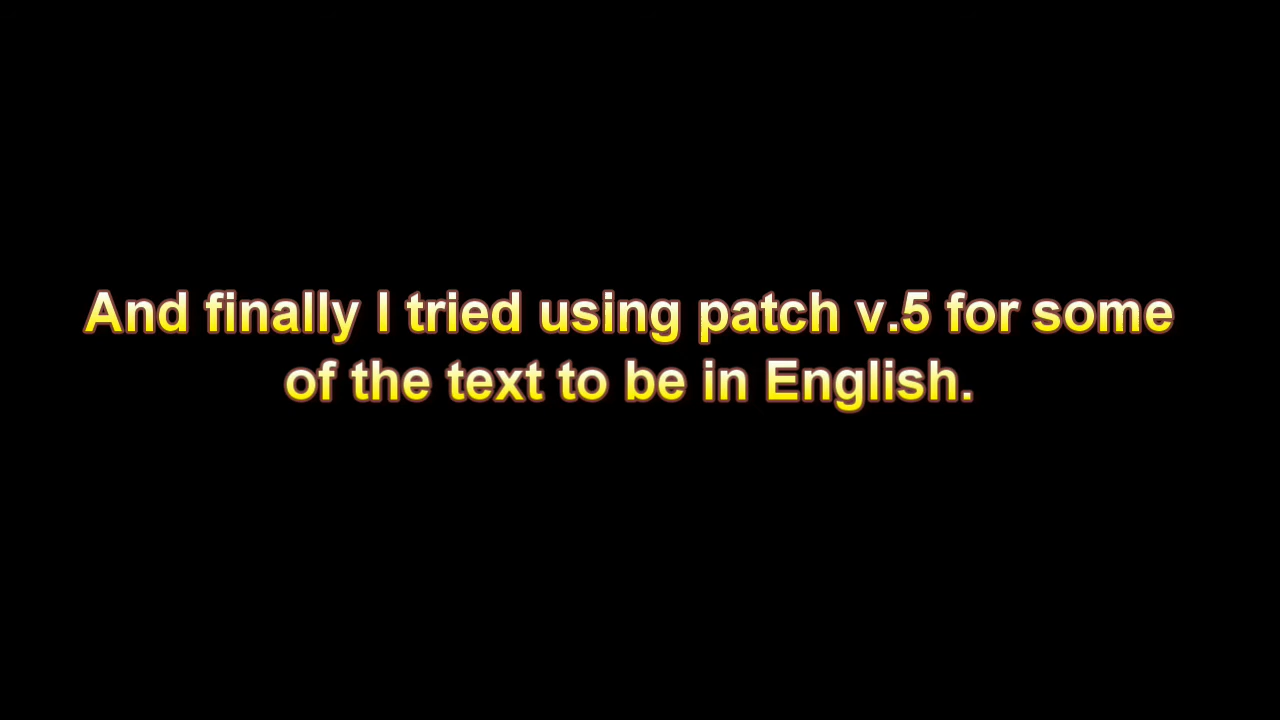 And finally I tried using patch v.5 for some
of the text to be in English.